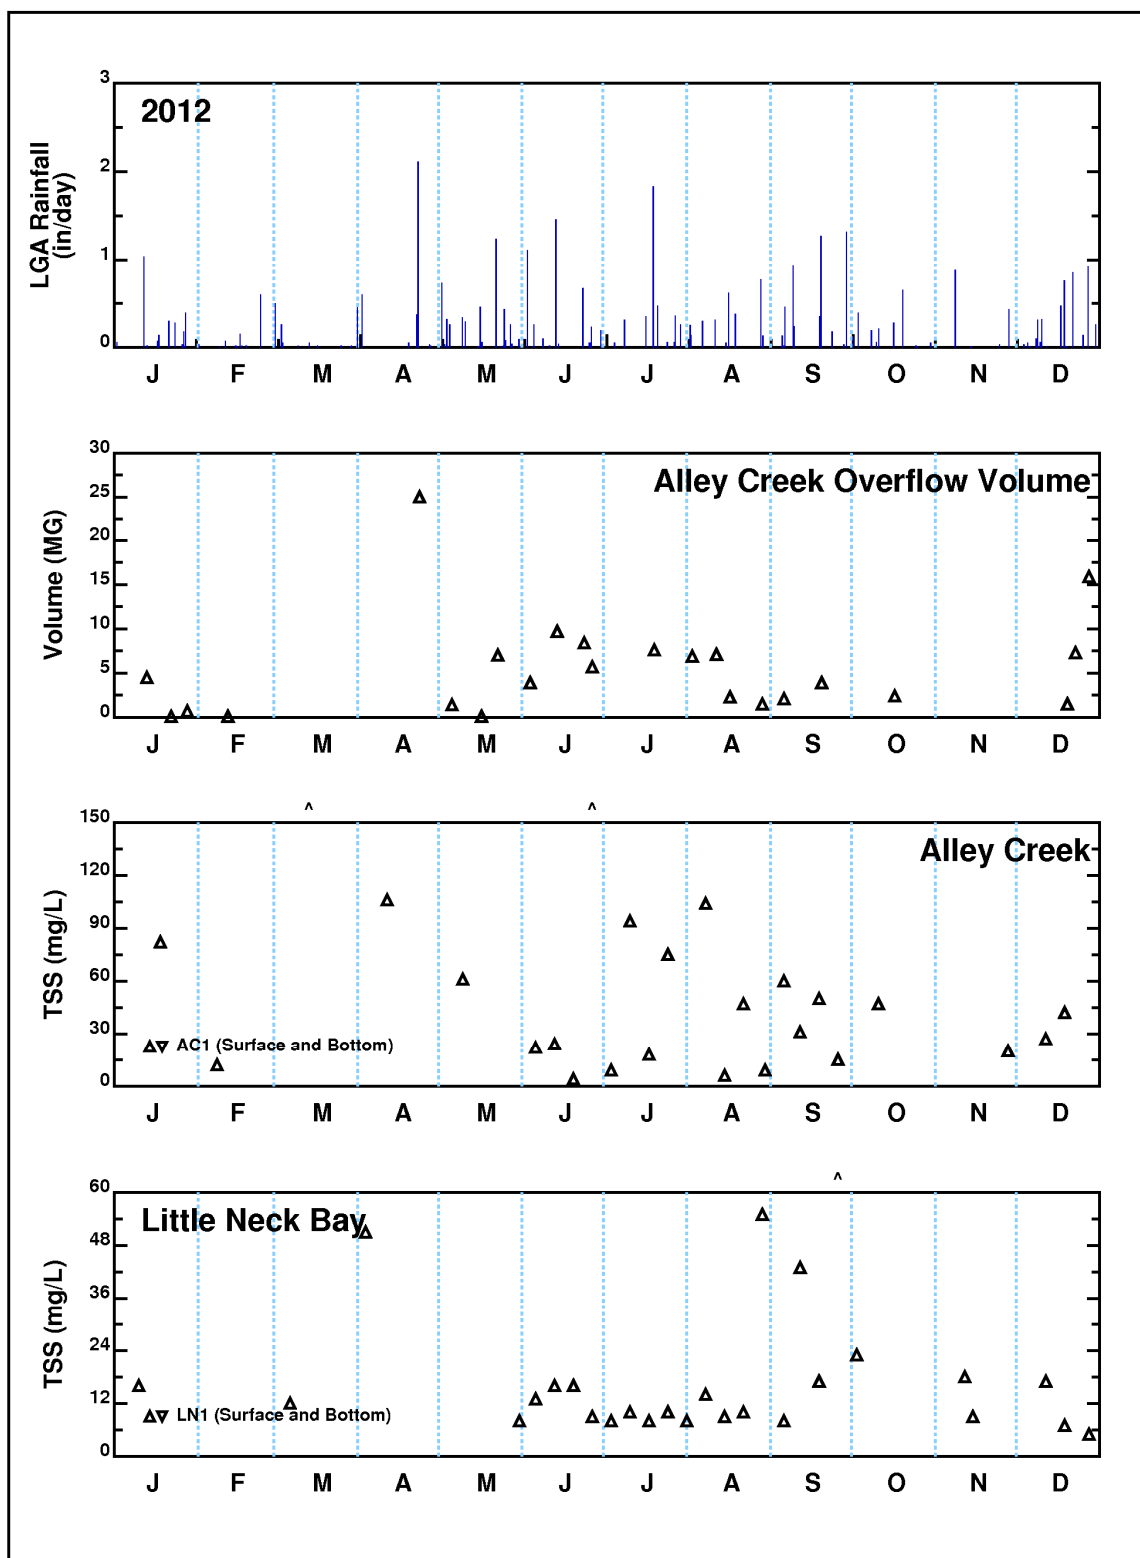 2012
LGA Rainfall
(in/day)
3
2
1
0
J F M A M J J A S O N D
Alley Creek Overflow Volume
Volume (MG)
30
25
20
15
10
5
0
J F M A M J J A S O N D
^ ^
Alley Creek
TSS (mg/L)
150
120
90
60
30
0
AC1 (Surface and Bottom)
J F M A M J J A S O N D
^
Little Neck Bay
TSS (mg/L)
60
48
36
24
12
0
LN1 (Surface and Bottom)
J F M A M J J A S O N D